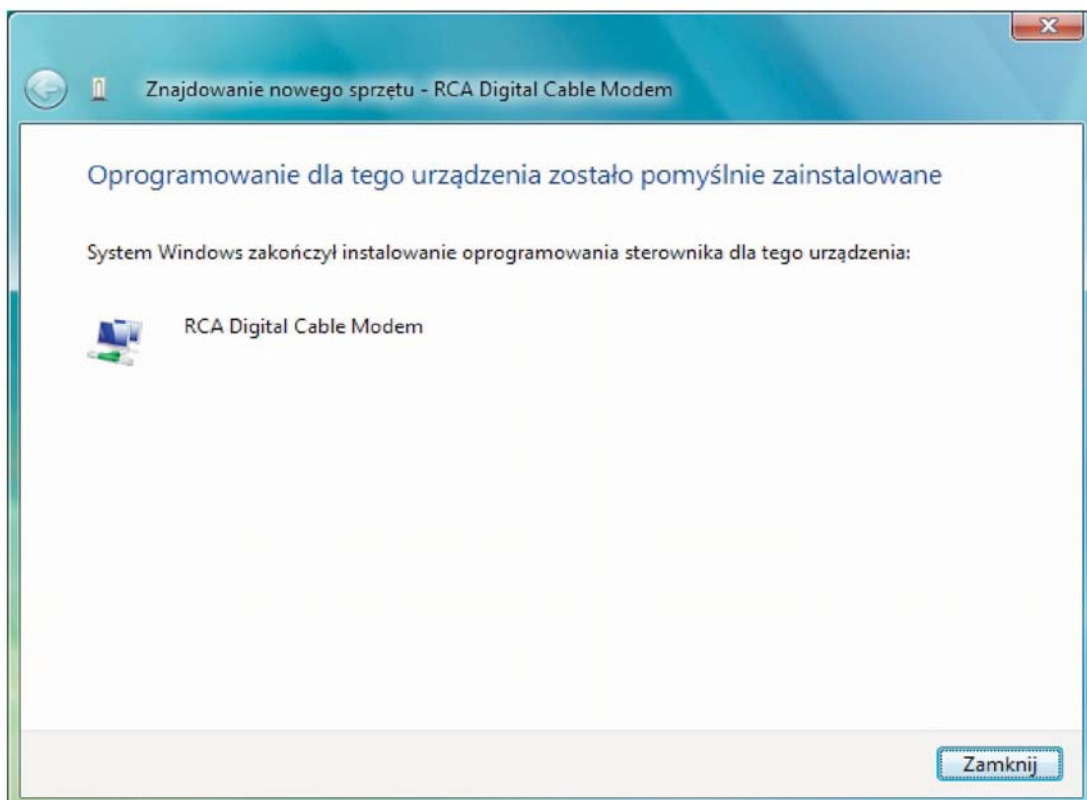 Znajdowanie nowego sprzętu - RCA Digital Cable Modem
Oprogramowanie dla tego urządzenia zostało pomyślnie zainstalowane
System Windows zakończył instalowanie oprogramowania sterownika dla tego urządzenia:
RCA Digital Cable Modem
Zamknij